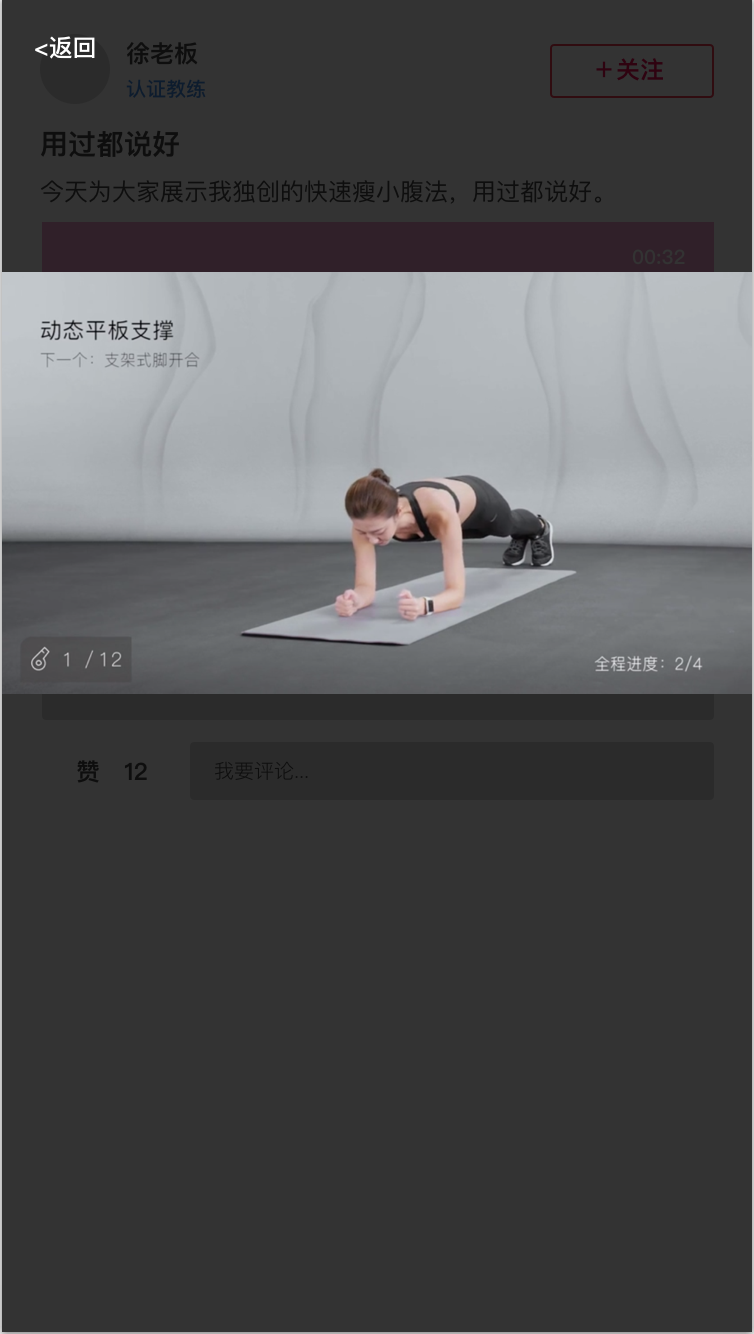 <返回
徐老板
认证教练
+关注
用过都说好
今天为大家展示我独创的快速瘦小腹法，用过都说好。
00:32
动态平板支撑
下一个：支架式脚开合
1 / 12
全程进度：2/4
赞 12
我要评论...